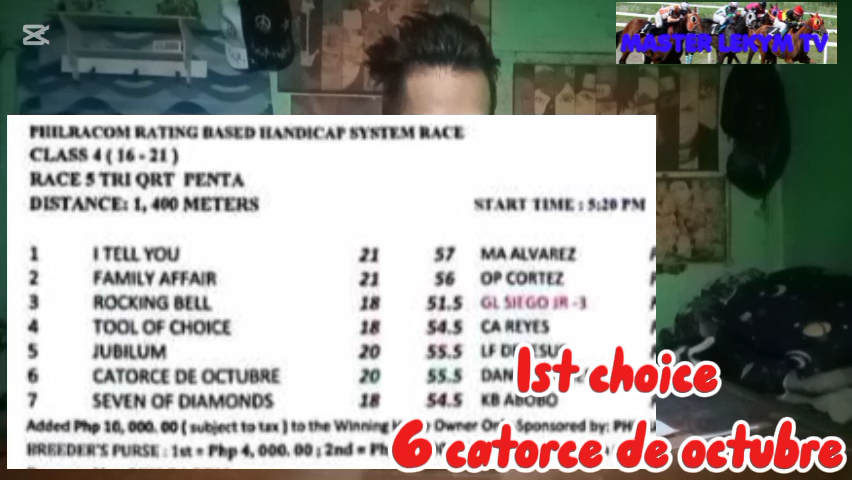 MASTER LEKYM TV
PHILRACOM RATING BASED HANDICAP SYSTEM RACE
CLASS 4 ( 16 - 21 )
RACE 5 TRI QRT PENTA
DISTANCE: 1, 400 METERS START TIME : 5:20 PM
1 I TELL YOU 21 57 MA ALVAREZ
2 FAMILY AFFAIR 21 56 OP CORTEZ
3 ROCKING BELL 18 51.5 GL SIEGO JR -3
4 TOOL OF CHOICE 18 54.5 CA REYES
5 JUBILUM 20 55.5 LF
6 CATORCE DE OCTUBRE 20 55.5
7 SEVEN OF DIAMONDS 18 54.5 KB ABOBO
Added Php 10, 000. 00 ( subject to tax ) to the Winning Owner Sponsored by:
BREEDER'S PURSE : 1st = Php 4, 000. 00 ; 2nd =
1st choice
6 catorce de octubre